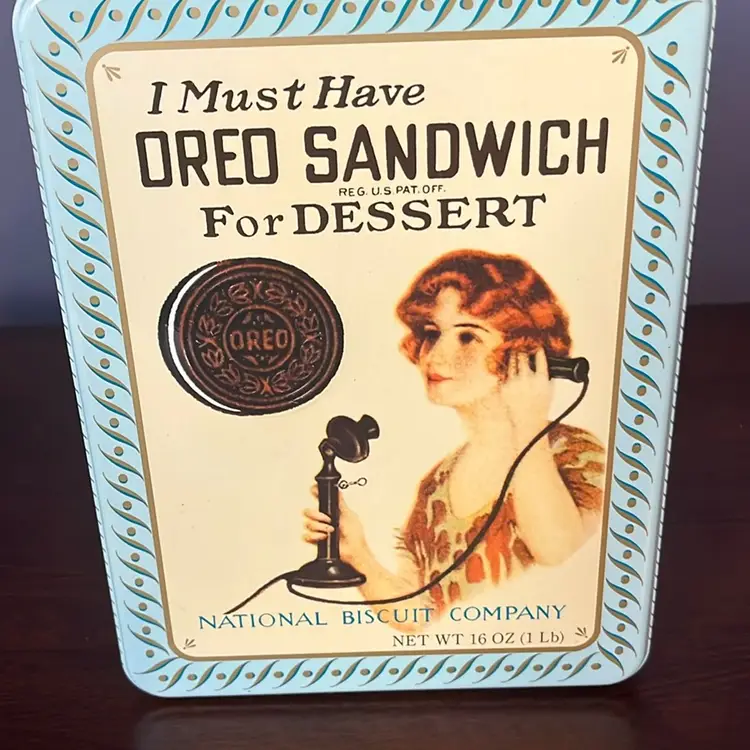 I Must Have
OREO SANDWICH
REG. U.S. PAT. OFF.
For DESSERT
OREO
NATIONAL BISCUIT COMPANY
NET WT 16 OZ (1 Lb)